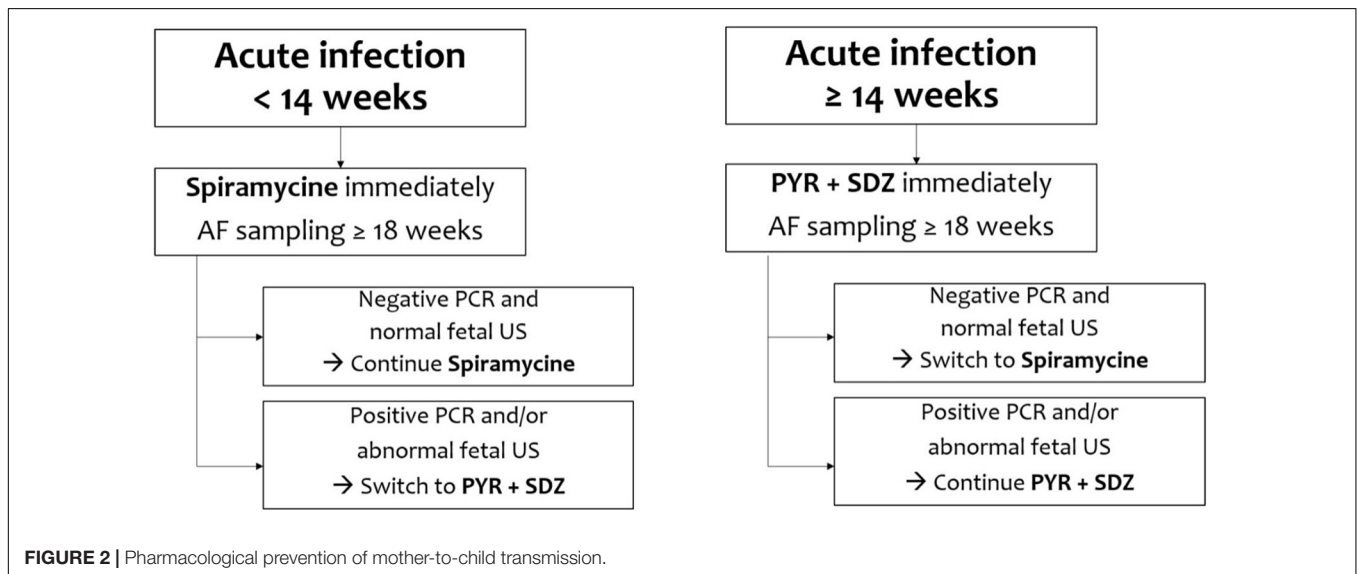 Acute infection
< 14 weeks
Spiramycine immediately
AF sampling ≥ 18 weeks
Negative PCR and
normal fetal US
→ Continue Spiramycine
Positive PCR and/or
abnormal fetal US
→ Switch to PYR + SDZ
Acute infection
≥ 14 weeks
PYR + SDZ immediately
AF sampling ≥ 18 weeks
Negative PCR and
normal fetal US
→ Switch to Spiramycine
Positive PCR and/or
abnormal fetal US
→ Continue PYR + SDZ
FIGURE 2 | Pharmacological prevention of mother-to-child transmission.